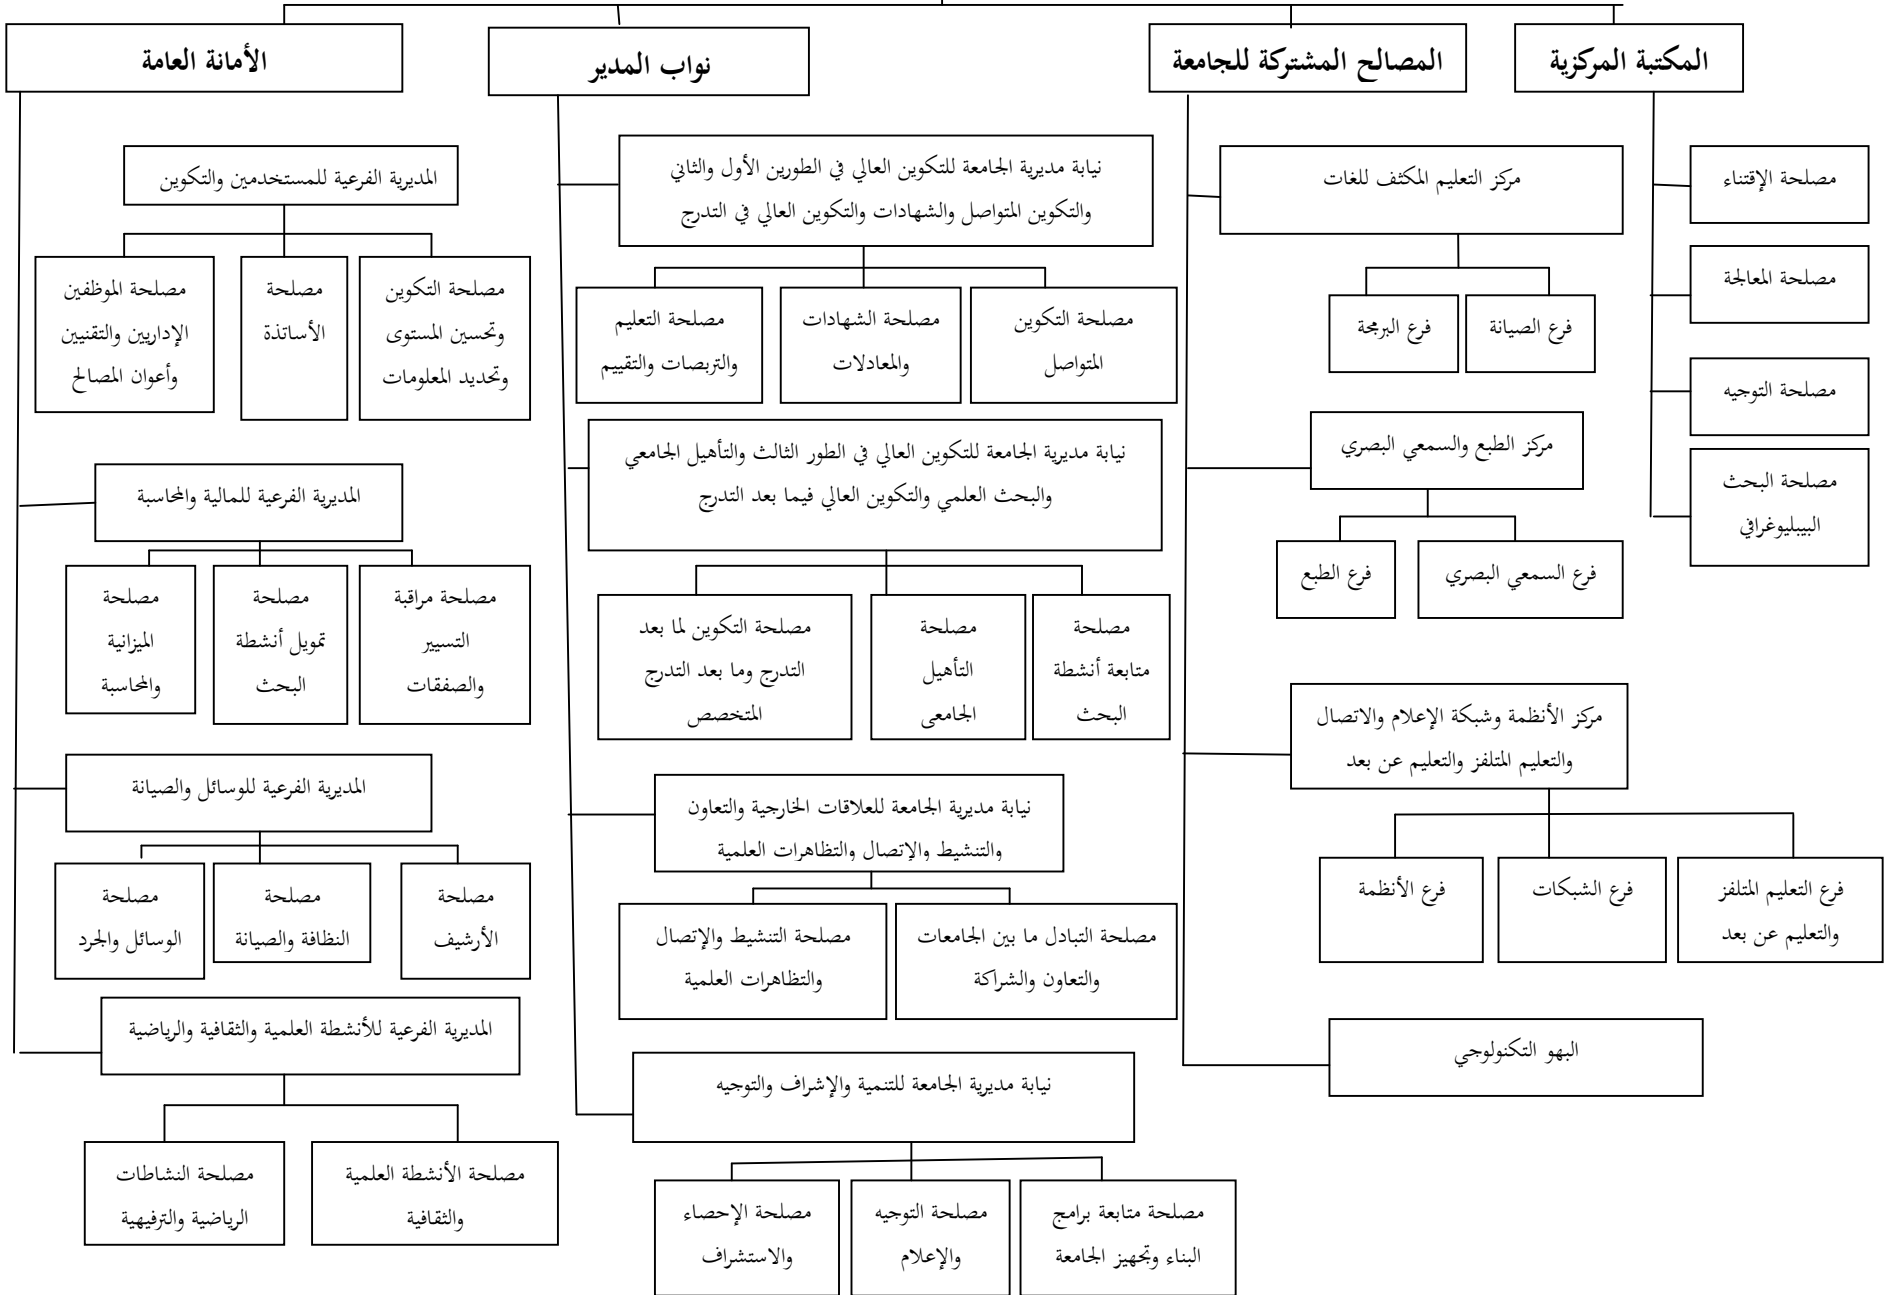 المكتبة المركزية
المصالح المشتركة للجامعة
نواب المدير
الأمانة العامة
مصلحة الإقتناء
مصلحة المعالجة
مصلحة التوجيه
مصلحة البحث
البيبليوغرافي
مركز التعليم المكثف للغات
فرع الصيانة
فرع البرمجة
مركز الطبع والسمعي البصري
فرع السمعي البصري
فرع الطبع
مركز الأنظمة وشبكة الإعلام والاتصال
والتعليم المتلفز والتعليم عن بعد
فرع التعليم المتلفز
والتعليم عن بعد
فرع الشبكات
فرع الأنظمة
البهو التكنولوجي
نيابة مديرية الجامعة للتكوين العالي في الطورين الأول والثاني
والتكوين المتواصل والشهادات والتكوين العالي في التدرج
مصلحة التكوين
المتواصل
مصلحة الشهادات
والمعادلات
مصلحة التعليم
والتربصات والتقييم
نيابة مديرية الجامعة للتكوين العالي في الطور الثالث والتأهيل الجامعي
والبحث العلمي والتكوين العالي فيما بعد التدرج
مصلحة
متابعة أنشطة
البحث
مصلحة
التأهيل
الجامعى
مصلحة التكوين لما بعد
التدرج وما بعد التدرج
المتخصص
نيابة مديرية الجامعة للعلاقات الخارجية والتعاون
والتنشيط والإتصال والتظاهرات العلمية
مصلحة التبادل ما بين الجامعات
والتعاون والشراكة
مصلحة التنشيط والإتصال
والتظاهرات العلمية
نيابة مديرية الجامعة للتنمية والإشراف والتوجيه
مصلحة متابعة برامج
البناء وتجهيز الجامعة
مصلحة التوجيه
والإعلام
مصلحة الإحصاء
والاستشراف
المديرية الفرعية للمستخدمين والتكوين
مصلحة التكوين
وتحسين المستوى
وتحديد المعلومات
مصلحة
الأساتذة
مصلحة الموظفين
الإداريين والتقنيين
وأعوان المصالح
المديرية الفرعية للمالية والمحاسبة
مصلحة مراقبة
التسيير
والصفقات
مصلحة
تمويل أنشطة
البحث
مصلحة
الميزانية
والمحاسبة
المديرية الفرعية للوسائل والصيانة
مصلحة
الأرشيف
مصلحة
النظافة والصيانة
مصلحة
الوسائل والجرد
المديرية الفرعية للأنشطة العلمية والثقافية والرياضية
مصلحة الأنشطة العلمية
والثقافية
مصلحة النشاطات
الرياضية والترفيهية